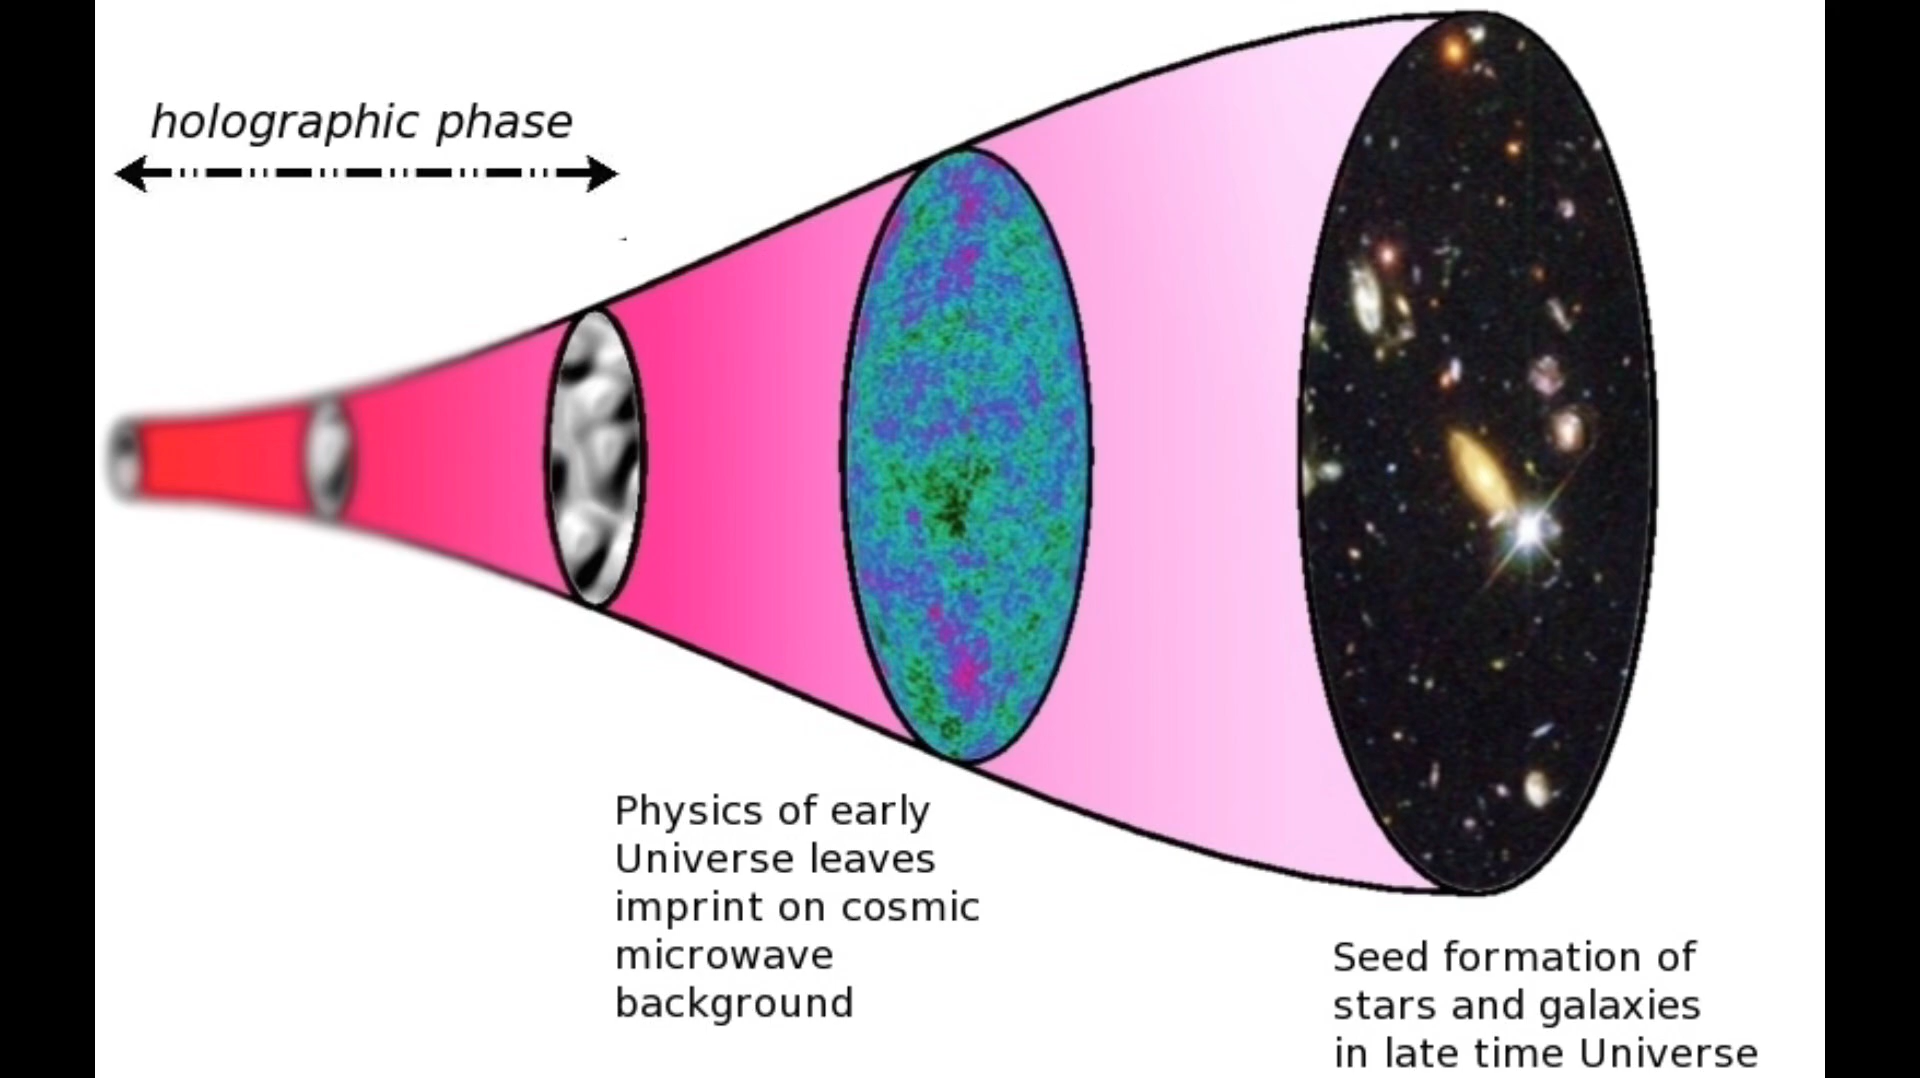 holographic phase
Physics of early
Universe leaves
imprint on cosmic
microwave
background
Seed formation of
stars and galaxies
in late time Universe